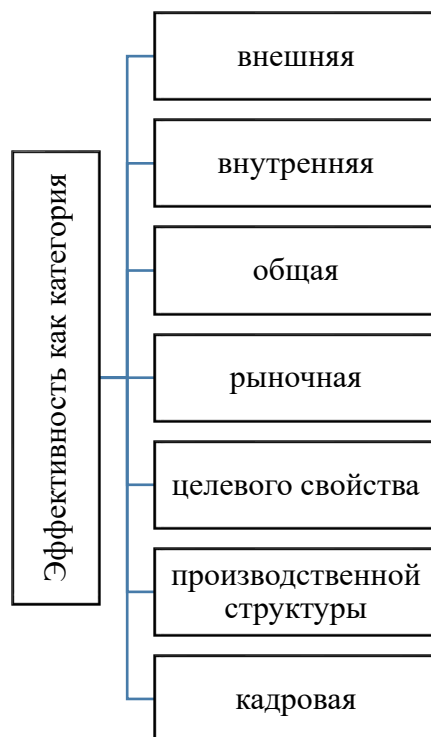 Эффективность как категория
внешняя
внутренняя
общая
рыночная
целевого свойства
производственной
структуры
кадровая